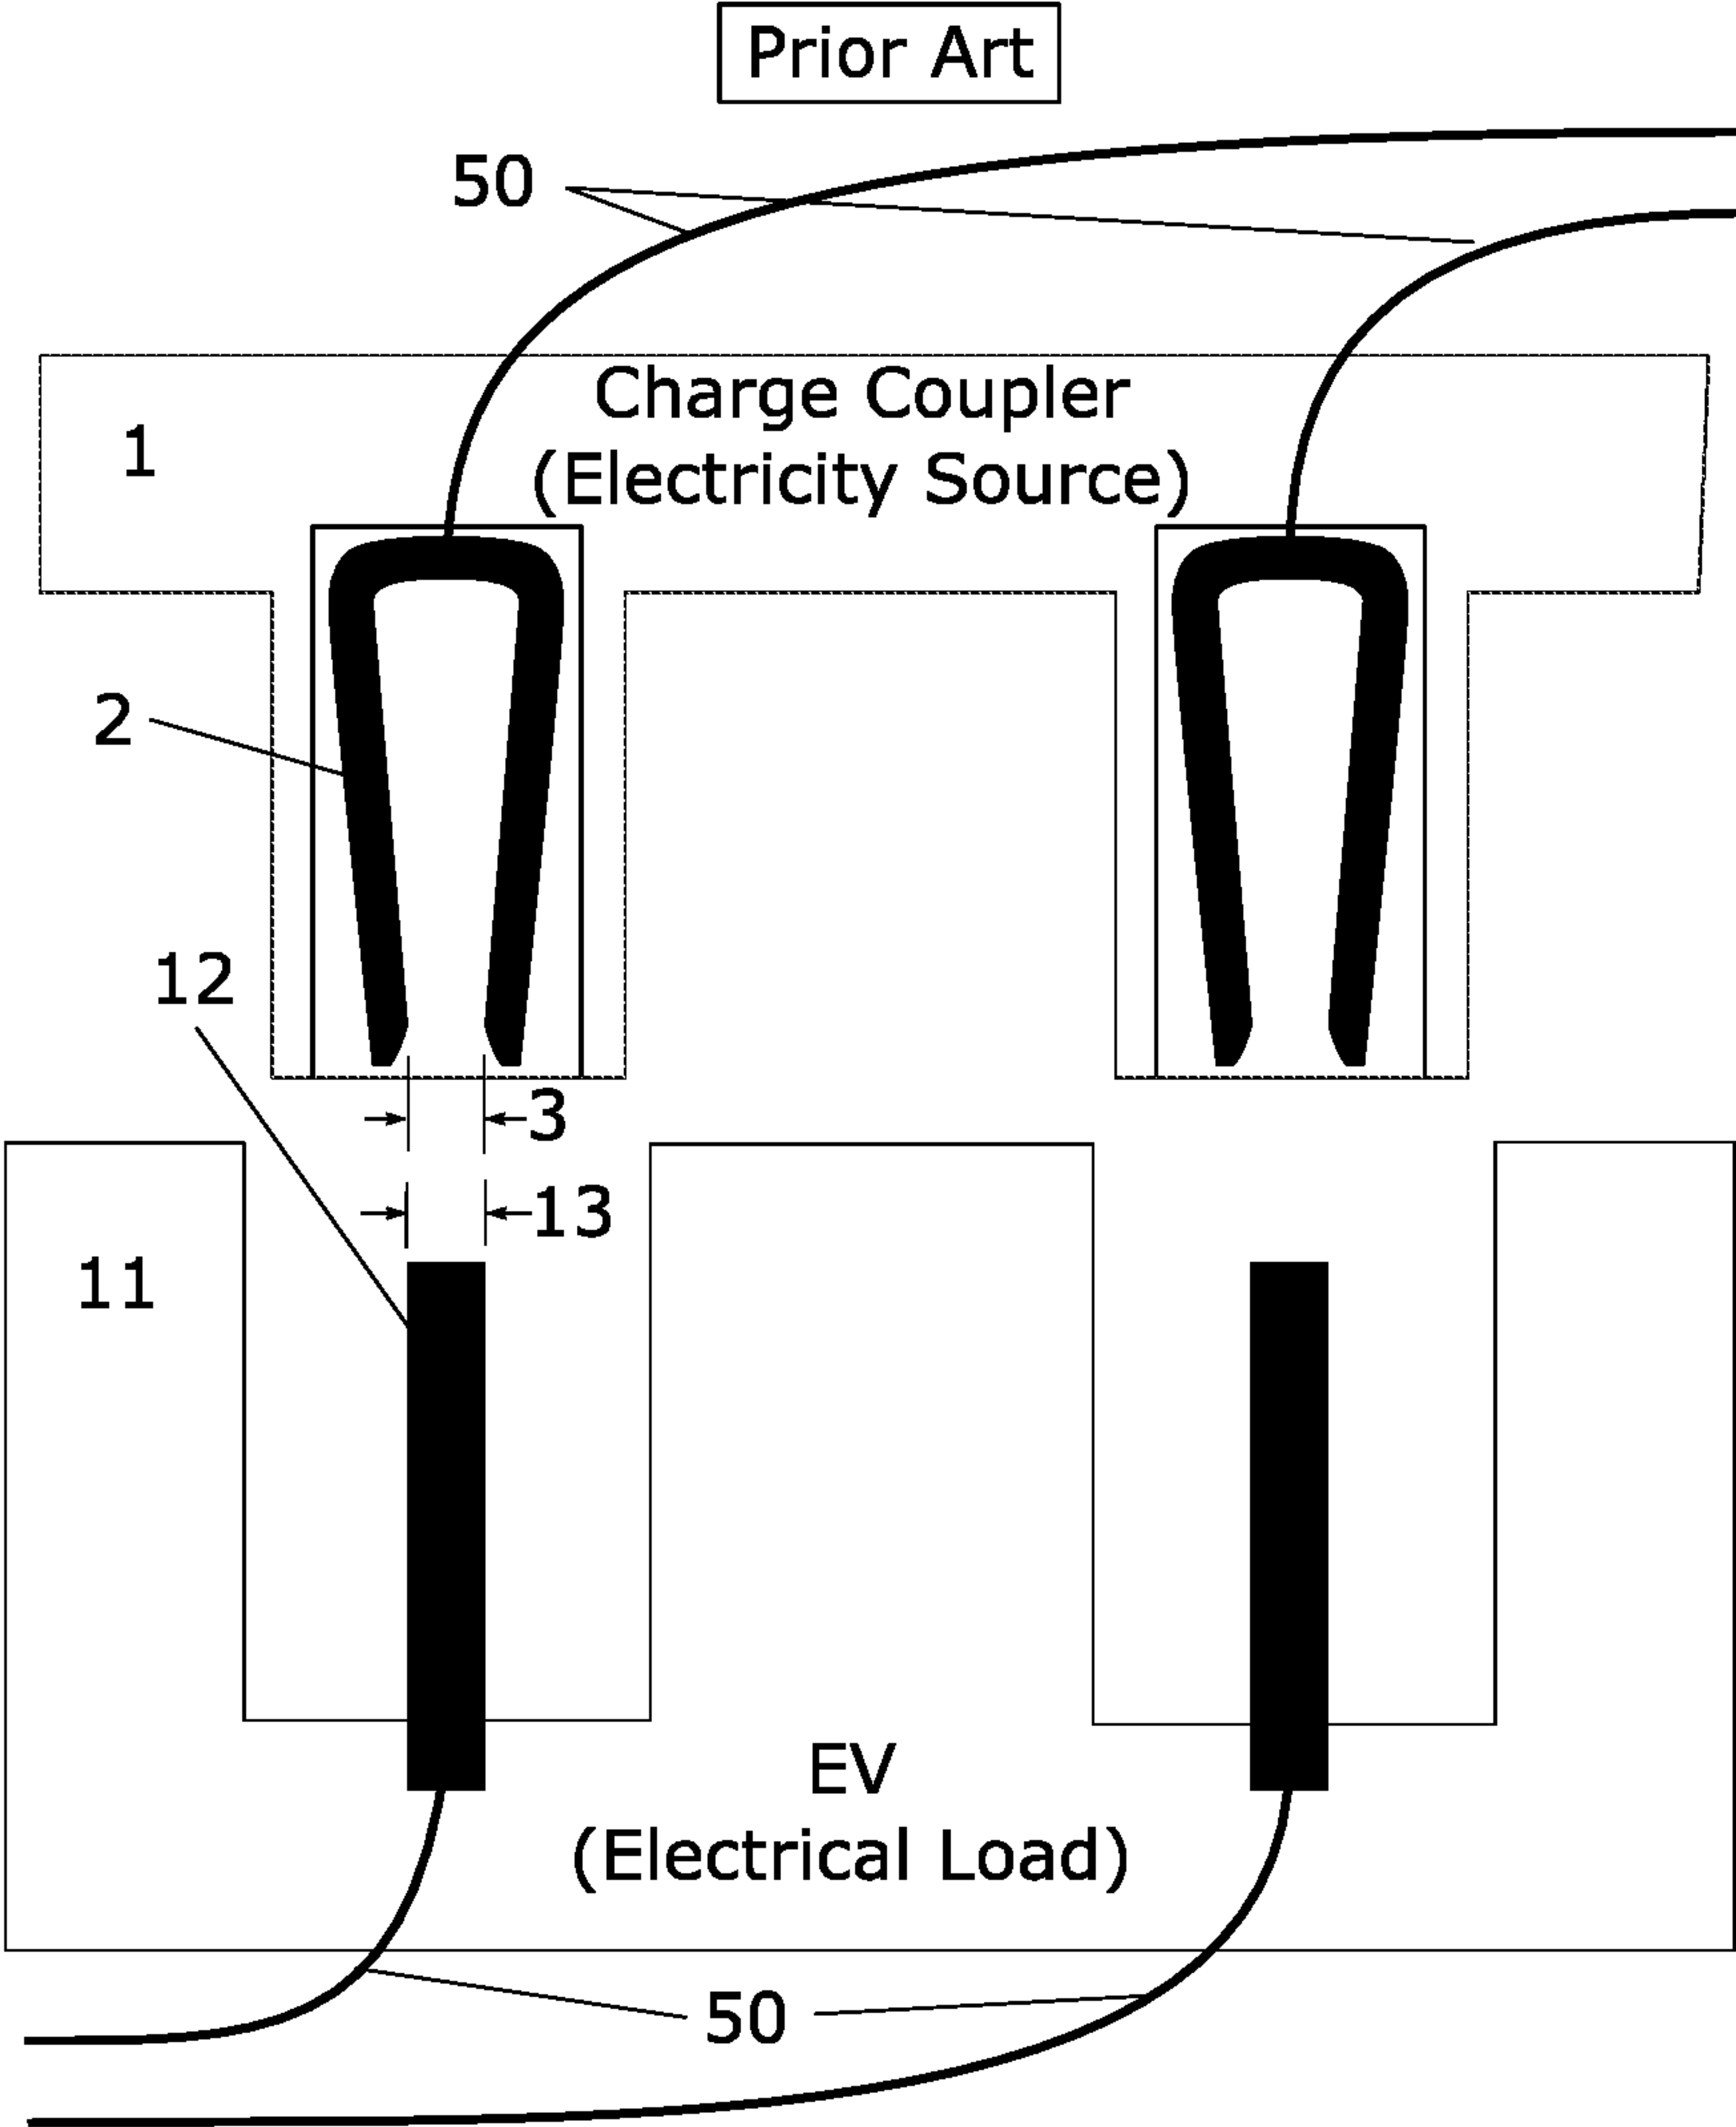 Prior Art
50
Charge Coupler
(Electricity Source)
1
2
12
3
13
11
EV
(Electrical Load)
50